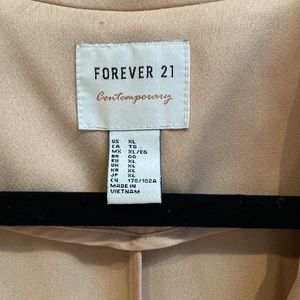 FOREVER 21
Contemporary
US XL
CA TG
MX XL/EG
BR GG
EU XL
UK XL
KR XL
JP XL
CN 170/102A
MADE IN
VIETNAM